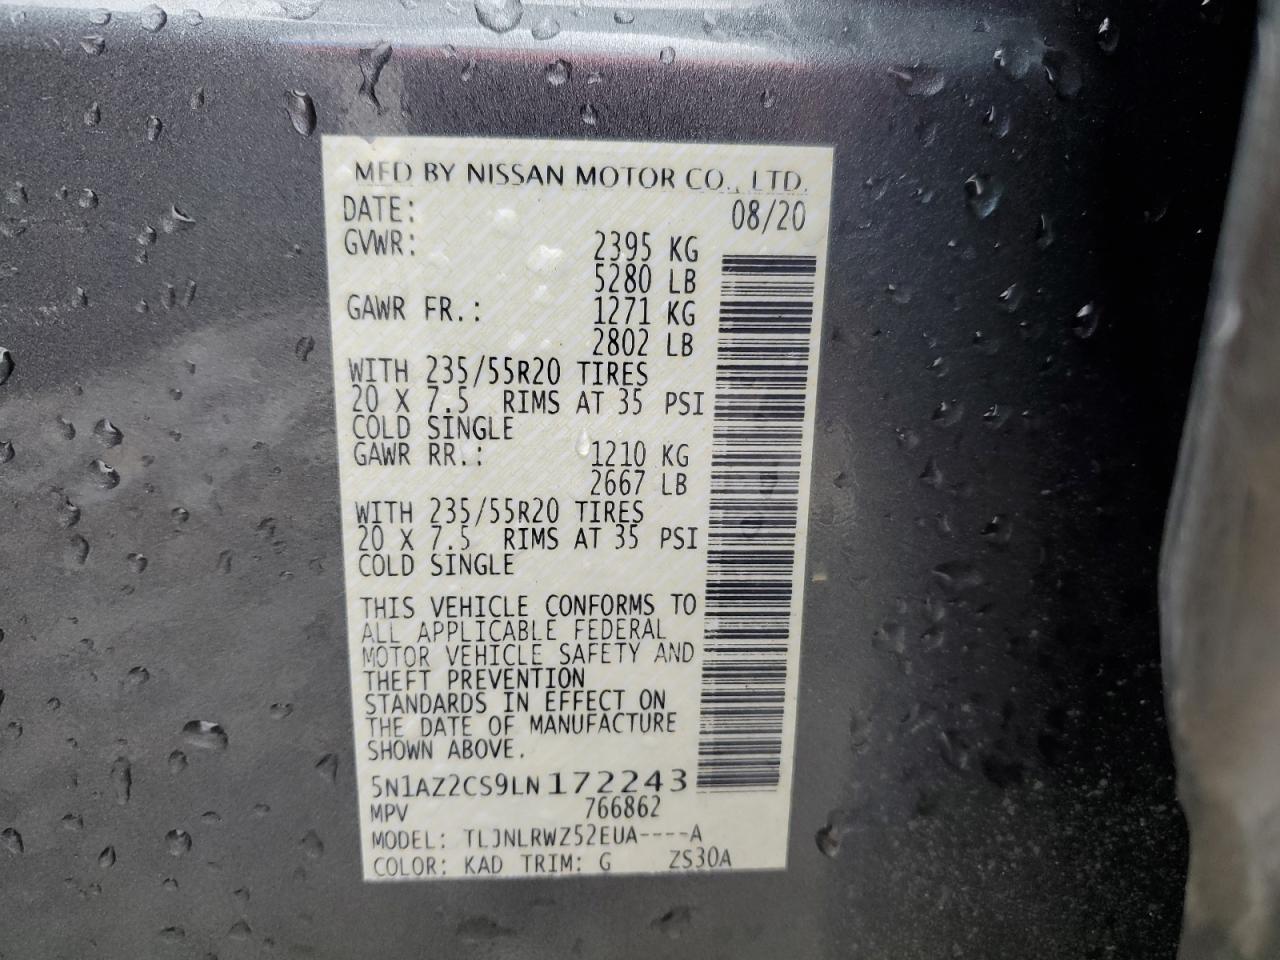 MFD BY NISSAN MOTOR CO., LTD.
DATE: 08/20
GVWR: 2395 KG
5280 LB
GAWR FR.: 1271 KG
2802 LB
WITH 235/55R20 TIRES
20 X 7.5 RIMS AT 35 PSI
COLD SINGLE
GAWR RR.: 1210 KG
2667 LB
WITH 235/55R20 TIRES
20 X 7.5 RIMS AT 35 PSI
COLD SINGLE
THIS VEHICLE CONFORMS TO
ALL APPLICABLE FEDERAL
MOTOR VEHICLE SAFETY AND
THEFT PREVENTION
STANDARDS IN EFFECT ON
THE DATE OF MANUFACTURE
SHOWN ABOVE.
5N1AZ2CS9LN172243
MPV 766862
MODEL: TLJNLRWZ52EUA----A
COLOR: KAD TRIM: G ZS30A